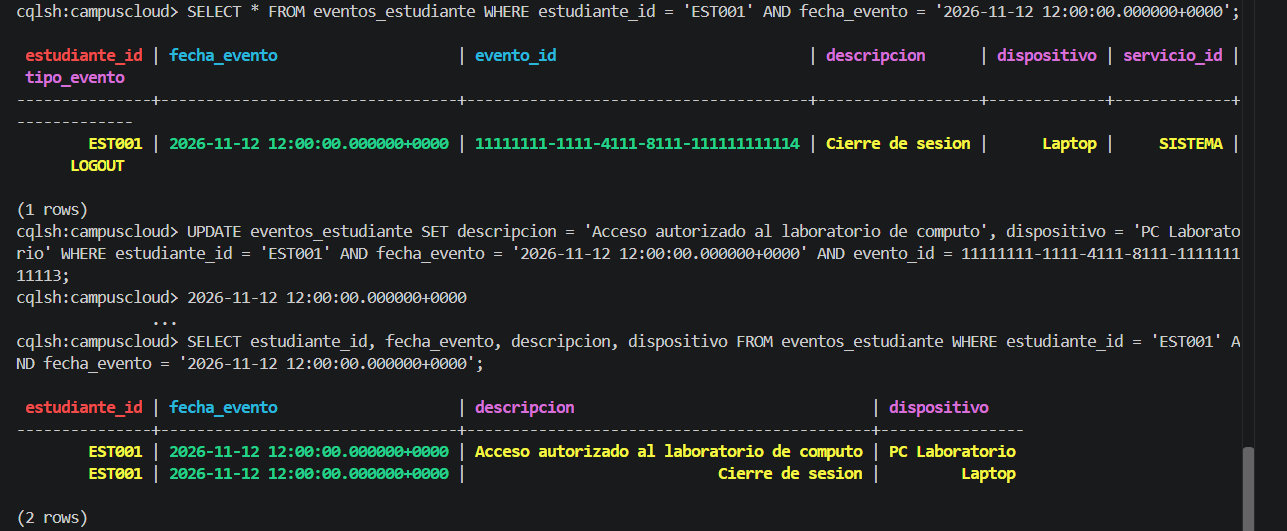 cqlsh:campuscloud> SELECT * FROM eventos_estudiante WHERE estudiante_id = 'EST001' AND fecha_evento = '2026-11-12 12:00:00.000000+0000';
 estudiante_id | fecha_evento                    | evento_id                            | descripcion      | dispositivo | servicio_id |
 tipo_evento
---------------+---------------------------------+--------------------------------------+------------------+-------------+-------------+
-------------
        EST001 | 2026-11-12 12:00:00.000000+0000 | 11111111-1111-4111-8111-111111111114 | Cierre de sesion |      Laptop |     SISTEMA |
      LOGOUT
(1 rows)
cqlsh:campuscloud> UPDATE eventos_estudiante SET descripcion = 'Acceso autorizado al laboratorio de computo', dispositivo = 'PC Laborato
rio' WHERE estudiante_id = 'EST001' AND fecha_evento = '2026-11-12 12:00:00.000000+0000' AND evento_id = 11111111-1111-4111-8111-1111111
11113;
cqlsh:campuscloud> 2026-11-12 12:00:00.000000+0000
               ...
cqlsh:campuscloud> SELECT estudiante_id, fecha_evento, descripcion, dispositivo FROM eventos_estudiante WHERE estudiante_id = 'EST001' A
ND fecha_evento = '2026-11-12 12:00:00.000000+0000';
 estudiante_id | fecha_evento                    | descripcion                                 | dispositivo
---------------+---------------------------------+---------------------------------------------+----------------
        EST001 | 2026-11-12 12:00:00.000000+0000 | Acceso autorizado al laboratorio de computo | PC Laboratorio
        EST001 | 2026-11-12 12:00:00.000000+0000 |                            Cierre de sesion |         Laptop
(2 rows)